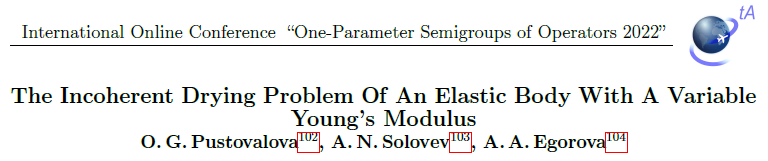 International Online Conference “One-Parameter Semigroups of Operators 2022”
tA
The Incoherent Drying Problem Of An Elastic Body With A Variable
Young’s Modulus
O. G. Pustovalova102, A. N. Solovev103, A. A. Egorova104